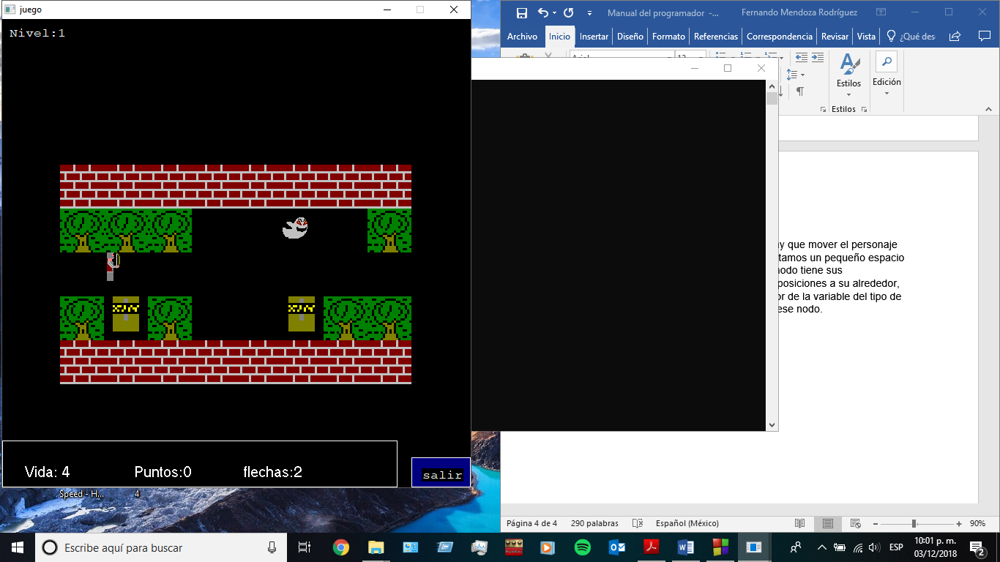 juego
Nivel:1
Vida: 4
Puntos:0
flechas:2
salir
Speed - H...
4
Manual del programador -...
Fernando Mendoza Rodríguez
Archivo
Inicio
Insertar
Diseño
Formato
Referencias
Correspondencia
Revisar
Vista
¿Qué des
Estilos
Edición
Estilos
que mover el personaje
tamos un pequeño espacio
nodo tiene sus
posiciones a su alrededor,
or de la variable del tipo de
ese nodo.
Página 4 de 4
290 palabras
Español (México)
90%
Escribe aquí para buscar
ESP
10:01 p. m.
03/12/2018
2